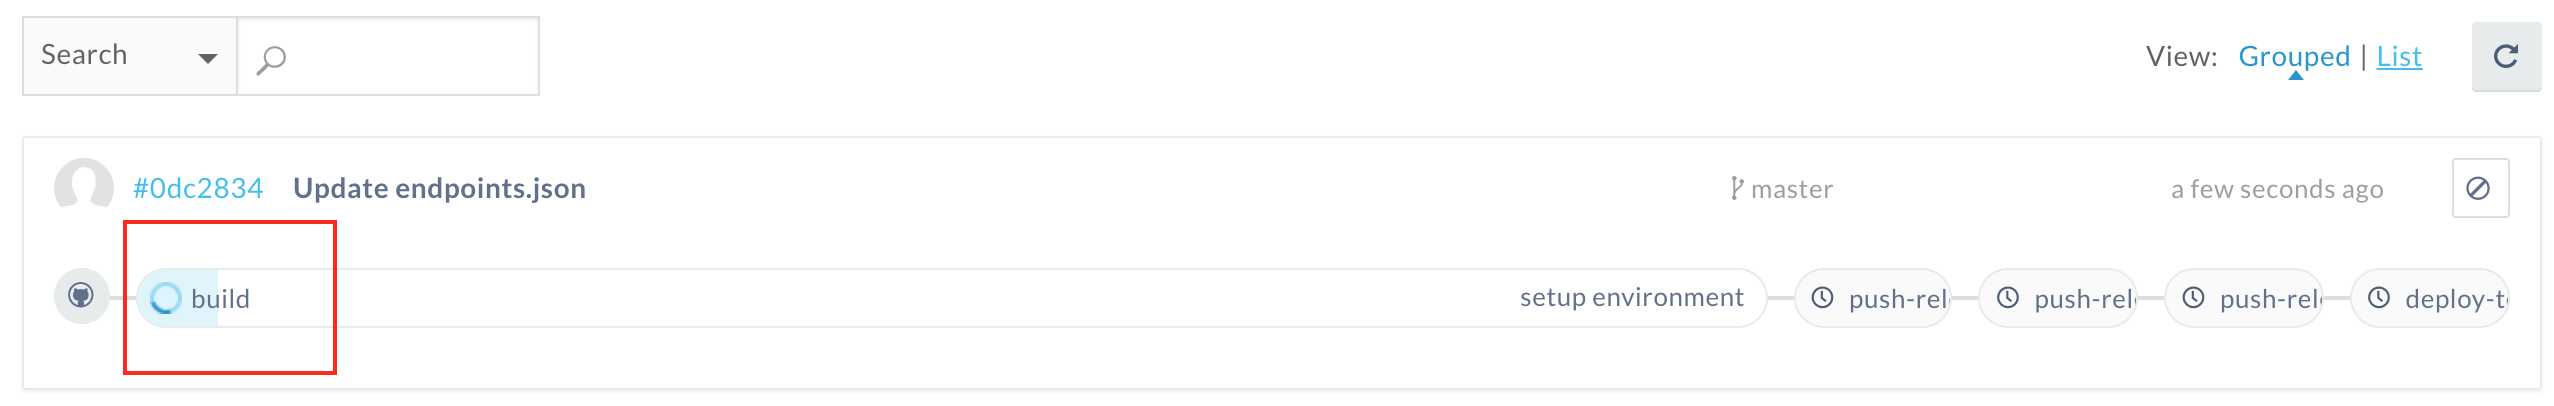 Search
View: Grouped | List
#0dc2834 Update endpoints.json master a few seconds ago
build setup environment push-rel push-rel push-rel deploy-t